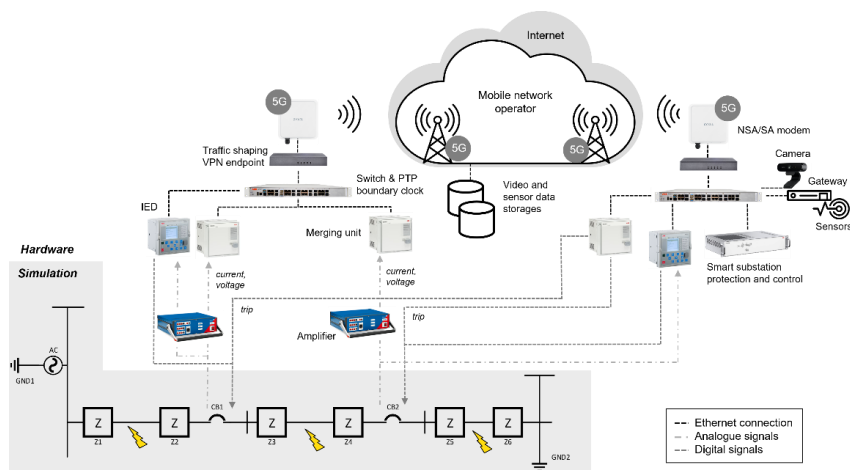 Internet
5G
Mobile network
operator
5G
NSA/SA modem
5G
5G
Traffic shaping
VPN endpoint
Camera
Switch & PTP
boundary clock
Gateway
Video and
sensor data
storages
IED
Merging unit
Sensors
Hardware
Simulation
current,
voltage
current,
voltage
Smart substation
protection and control
trip
Amplifier
trip
AC
GND1
CB1
CB2
Z
Z
Z
Z
Z
Z
Z1
Z2
Z3
Z4
Z5
Z6
GND2
Ethernet connection
Analogue signals
Digital signals